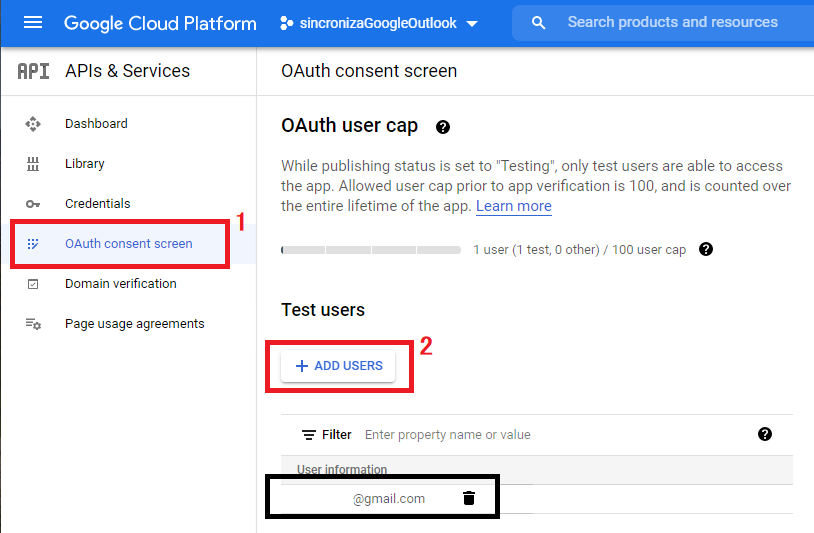 Google Cloud Platform
sincronizaGoogleOutlook
Search products and resources
API
APIs & Services
OAuth consent screen
Dashboard
Library
Credentials
1
OAuth consent screen
Domain verification
Page usage agreements
OAuth user cap
While publishing status is set to "Testing", only test users are able to access
the app. Allowed user cap prior to app verification is 100, and is counted over
the entire lifetime of the app. Learn more
1 user (1 test, 0 other) / 100 user cap
Test users
2
ADD USERS
Filter Enter property name or value
User information
@gmail.com